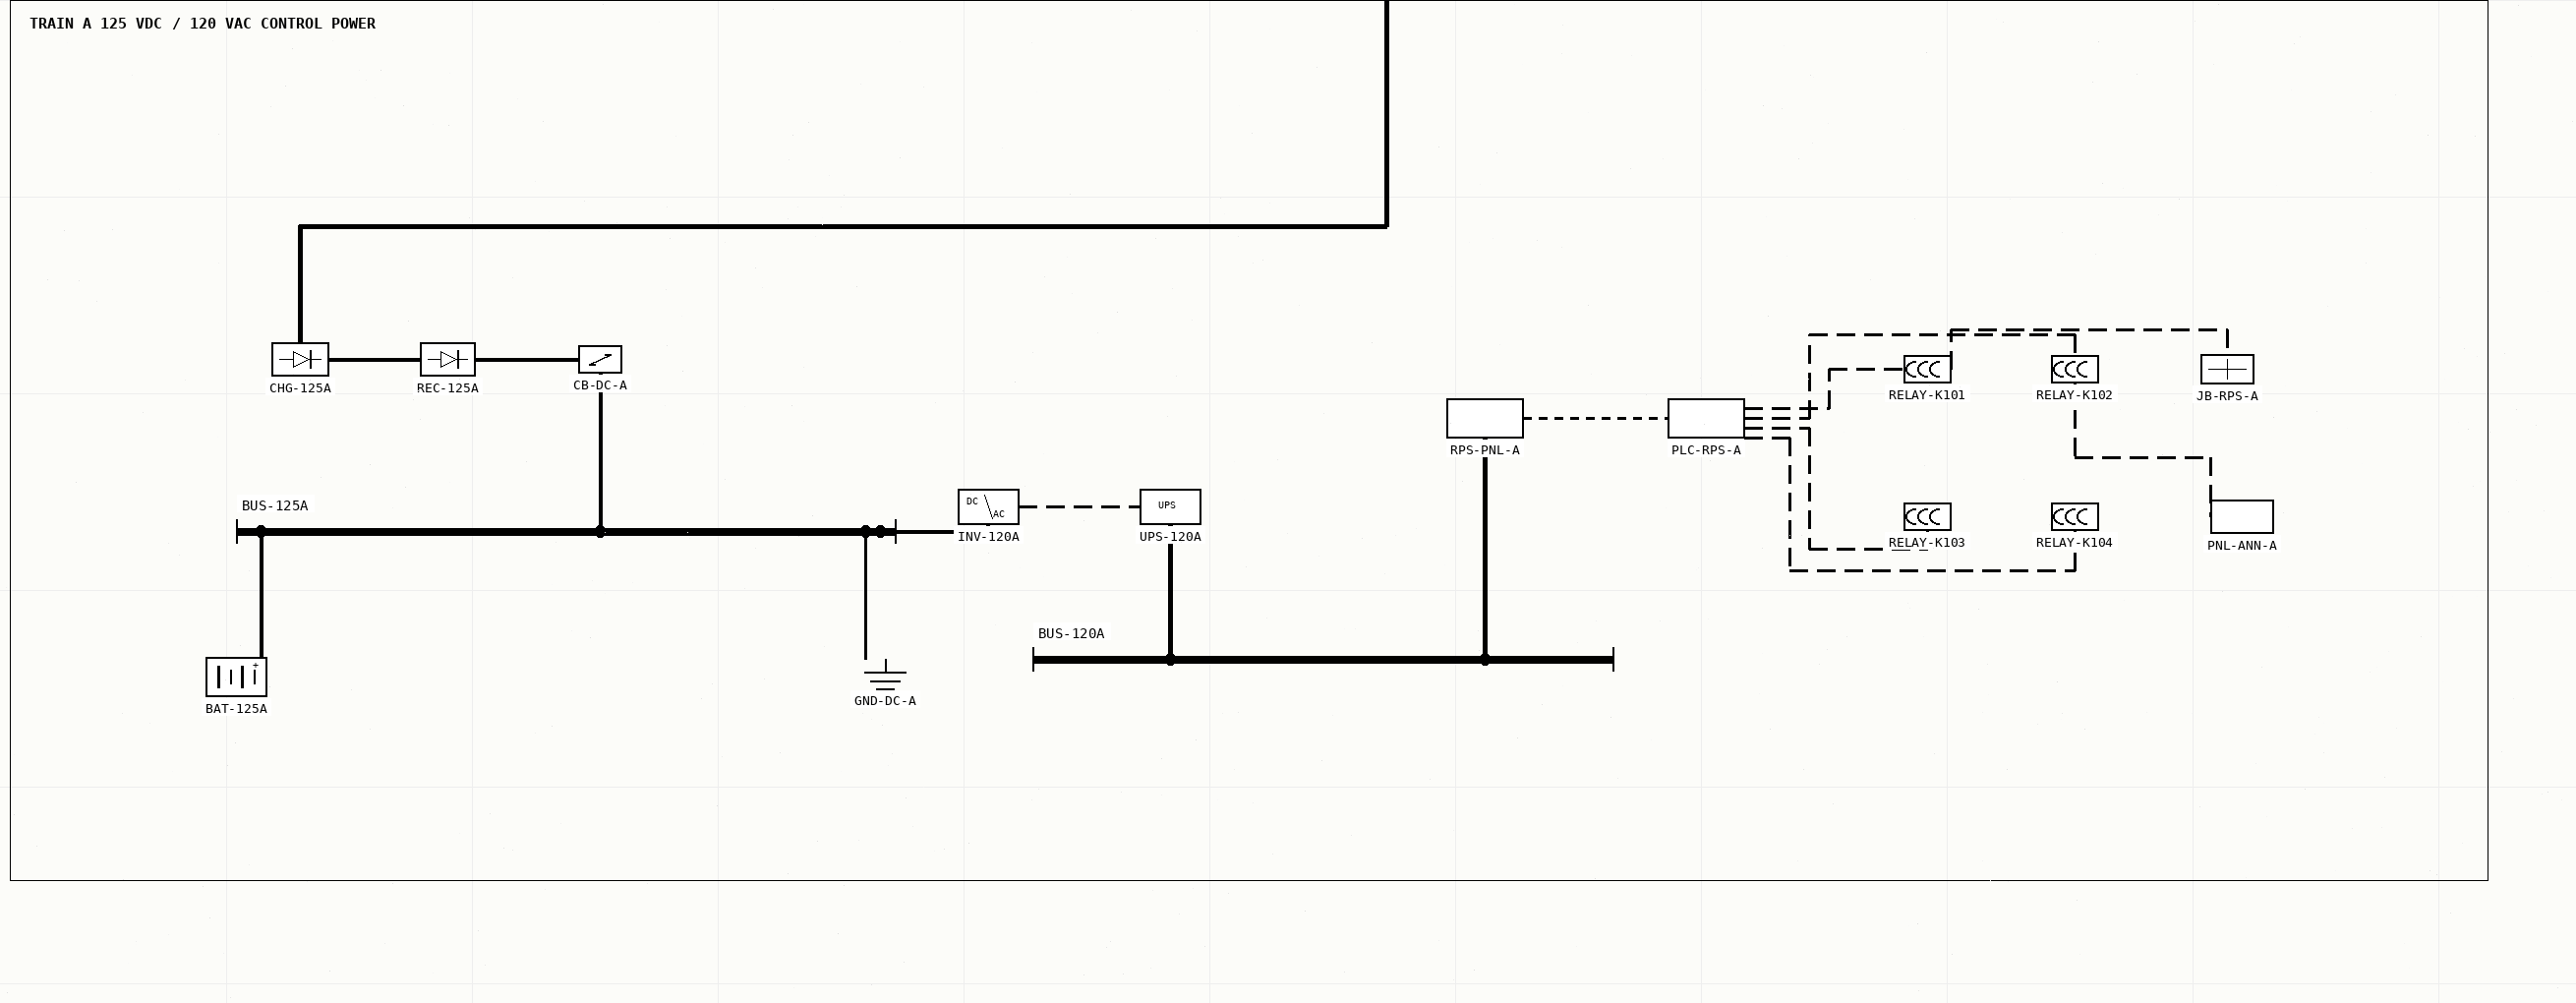 TRAIN A 125 VDC / 120 VAC CONTROL POWER
CHG-125A
REC-125A
CB-DC-A
RELAY-K101
RELAY-K102
JB-RPS-A
RPS-PNL-A
PLC-RPS-A
BUS-125A
DC
AC
UPS
INV-120A
UPS-120A
RELAY-K103
RELAY-K104
PNL-ANN-A
BUS-120A
+
BAT-125A
GND-DC-A